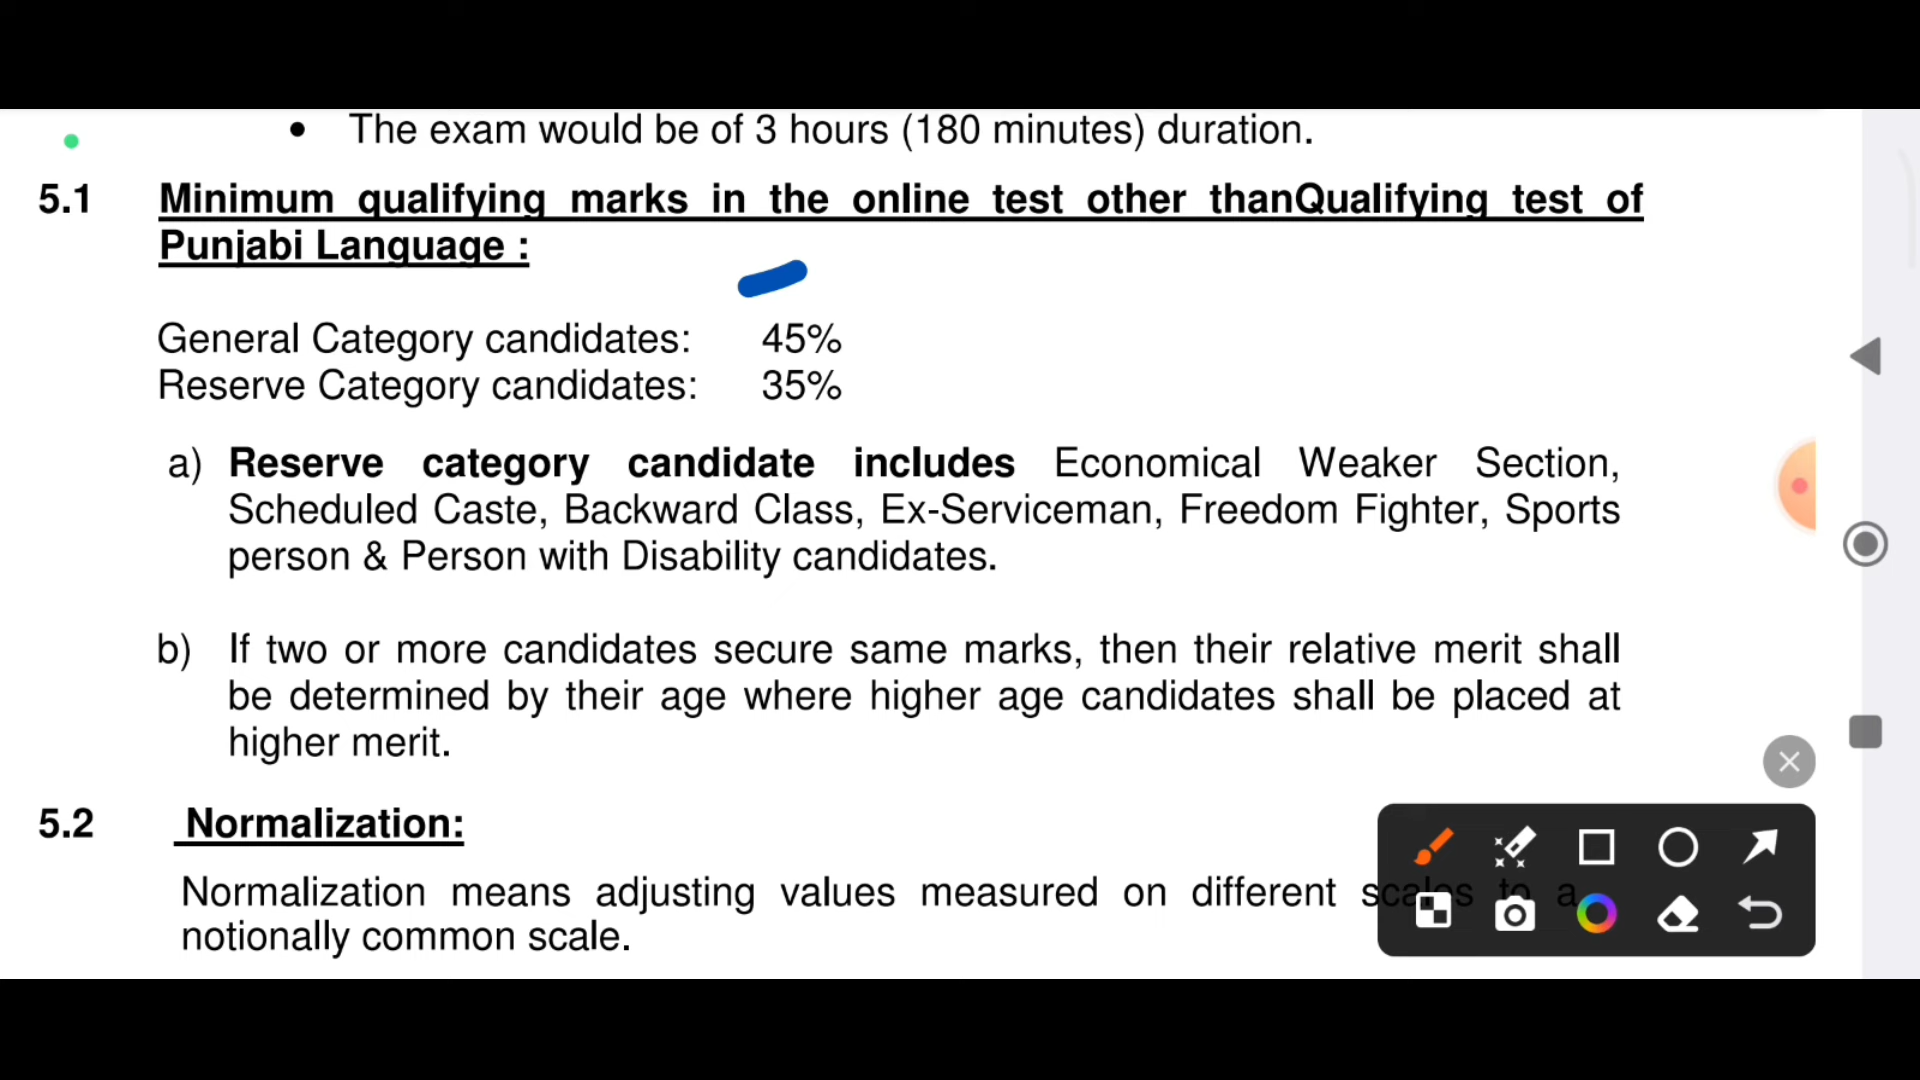 • The exam would be of 3 hours (180 minutes) duration.
5.1 Minimum qualifying marks in the online test other thanQualifying test of
Punjabi Language :
General Category candidates: 45%
Reserve Category candidates: 35%
a) Reserve category candidate includes Economical Weaker Section,
Scheduled Caste, Backward Class, Ex-Serviceman, Freedom Fighter, Sports
person & Person with Disability candidates.
b) If two or more candidates secure same marks, then their relative merit shall
be determined by their age where higher age candidates shall be placed at
higher merit.
5.2 Normalization:
Normalization means adjusting values measured on different scales to a
notionally common scale.